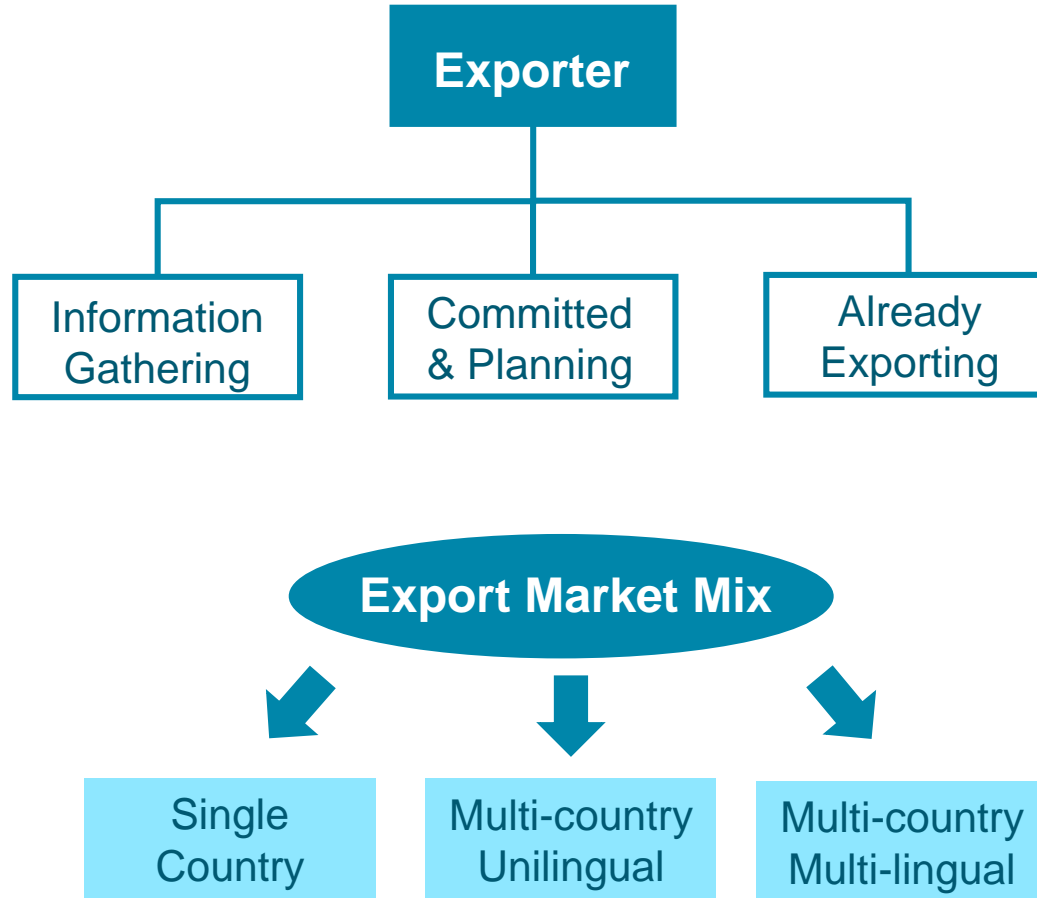 Exporter
Information
Gathering
Committed
& Planning
Already
Exporting
Export Market Mix
Single
Country
Multi-country
Unilingual
Multi-country
Multi-lingual